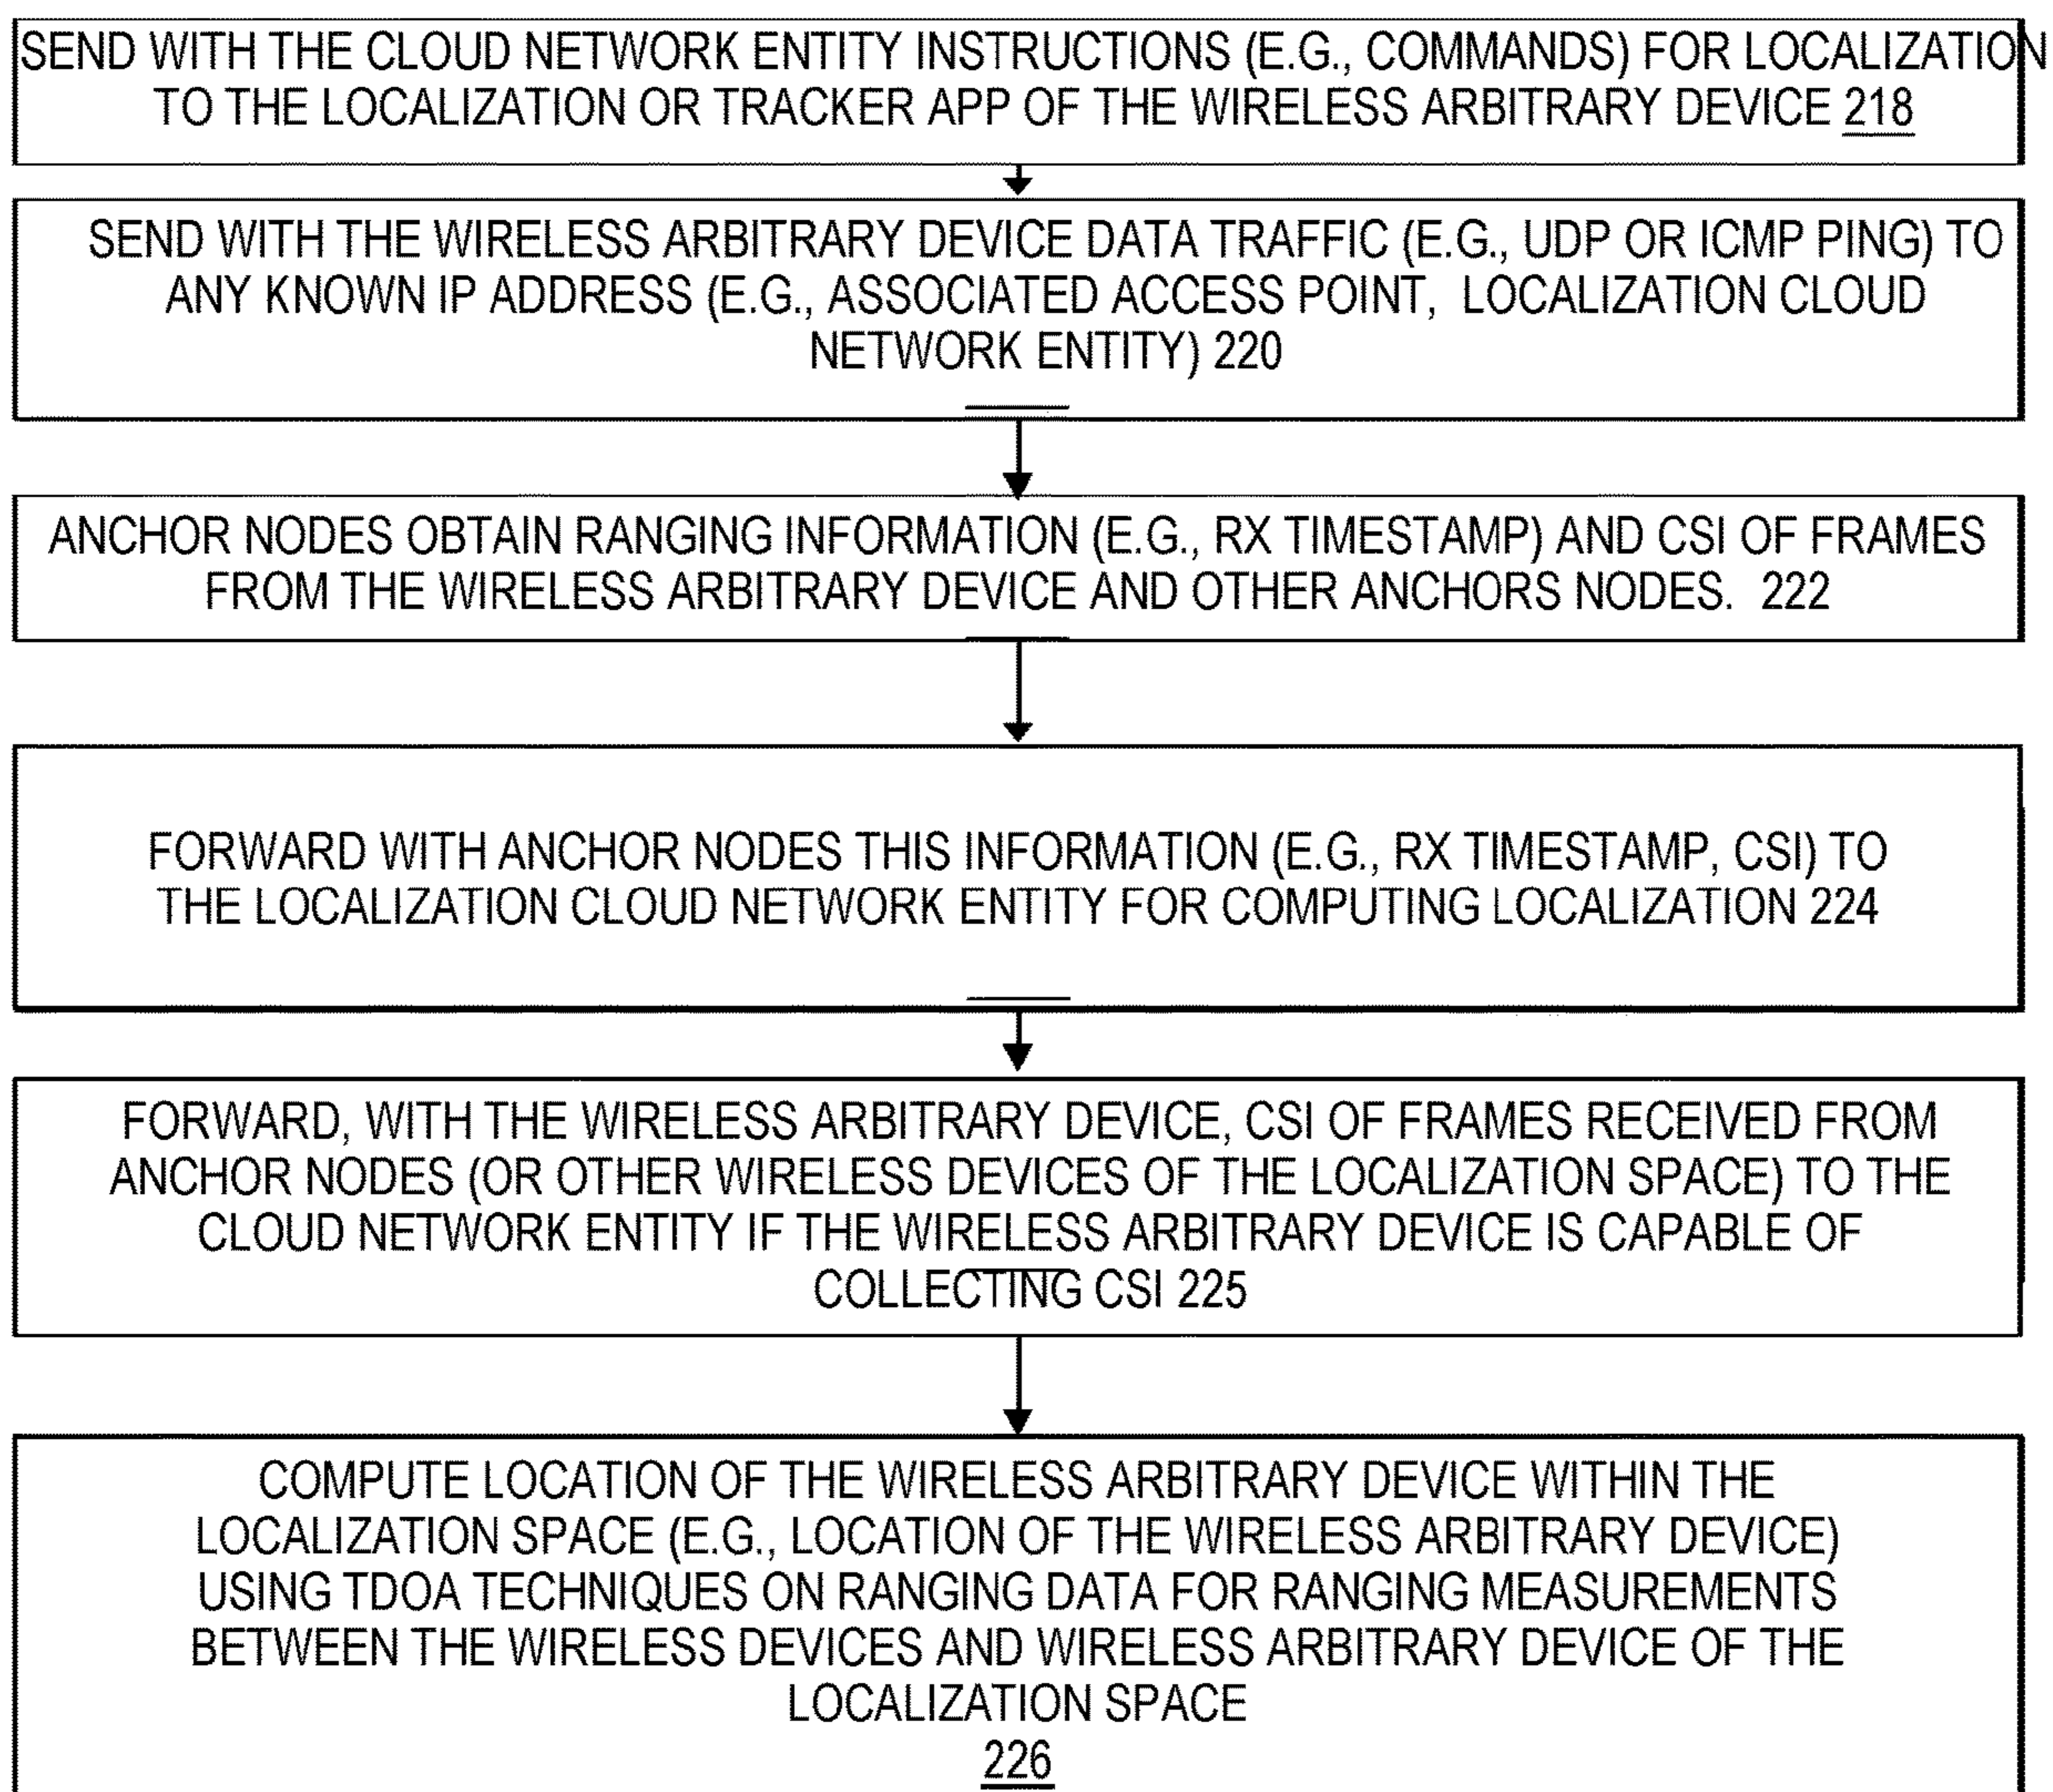 SEND WITH THE CLOUD NETWORK ENTITY INSTRUCTIONS (E.G., COMMANDS) FOR LOCALIZATION
TO THE LOCALIZATION OR TRACKER APP OF THE WIRELESS ARBITRARY DEVICE 218
SEND WITH THE WIRELESS ARBITRARY DEVICE DATA TRAFFIC (E.G., UDP OR ICMP PING) TO
ANY KNOWN IP ADDRESS (E.G., ASSOCIATED ACCESS POINT, LOCALIZATION CLOUD
NETWORK ENTITY) 220
ANCHOR NODES OBTAIN RANGING INFORMATION (E.G., RX TIMESTAMP) AND CSI OF FRAMES
FROM THE WIRELESS ARBITRARY DEVICE AND OTHER ANCHORS NODES. 222
FORWARD WITH ANCHOR NODES THIS INFORMATION (E.G., RX TIMESTAMP, CSI) TO
THE LOCALIZATION CLOUD NETWORK ENTITY FOR COMPUTING LOCALIZATION 224
FORWARD, WITH THE WIRELESS ARBITRARY DEVICE, CSI OF FRAMES RECEIVED FROM
ANCHOR NODES (OR OTHER WIRELESS DEVICES OF THE LOCALIZATION SPACE) TO THE
CLOUD NETWORK ENTITY IF THE WIRELESS ARBITRARY DEVICE IS CAPABLE OF
COLLECTING CSI 225
COMPUTE LOCATION OF THE WIRELESS ARBITRARY DEVICE WITHIN THE
LOCALIZATION SPACE (E.G., LOCATION OF THE WIRELESS ARBITRARY DEVICE)
USING TDOA TECHNIQUES ON RANGING DATA FOR RANGING MEASUREMENTS
BETWEEN THE WIRELESS DEVICES AND WIRELESS ARBITRARY DEVICE OF THE
LOCALIZATION SPACE
226